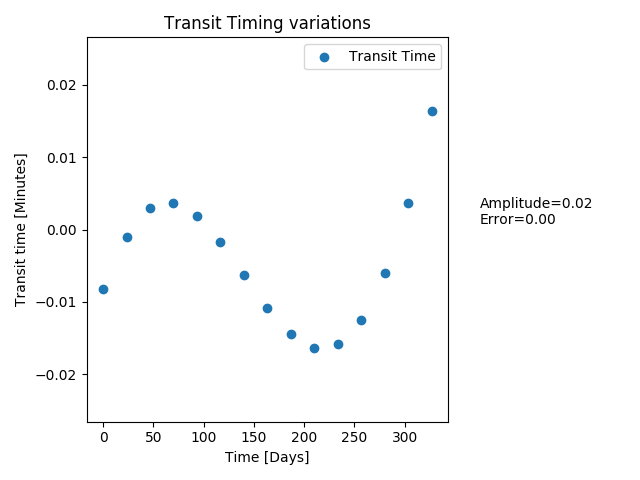 Transit Timing variations
Transit Time
0.02
0.01
0.00
−0.01
−0.02
Transit time [Minutes]
Amplitude=0.02
Error=0.00
0 50 100 150 200 250 300
Time [Days]